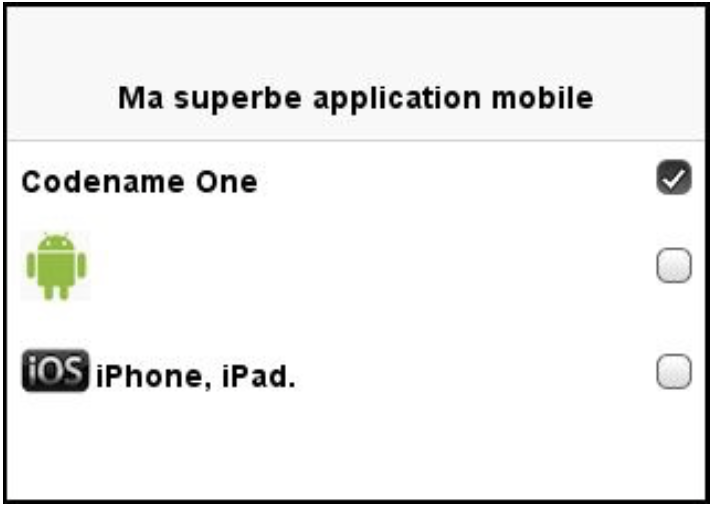 Ma superbe application mobile
Codename One
iOS iPhone, iPad.